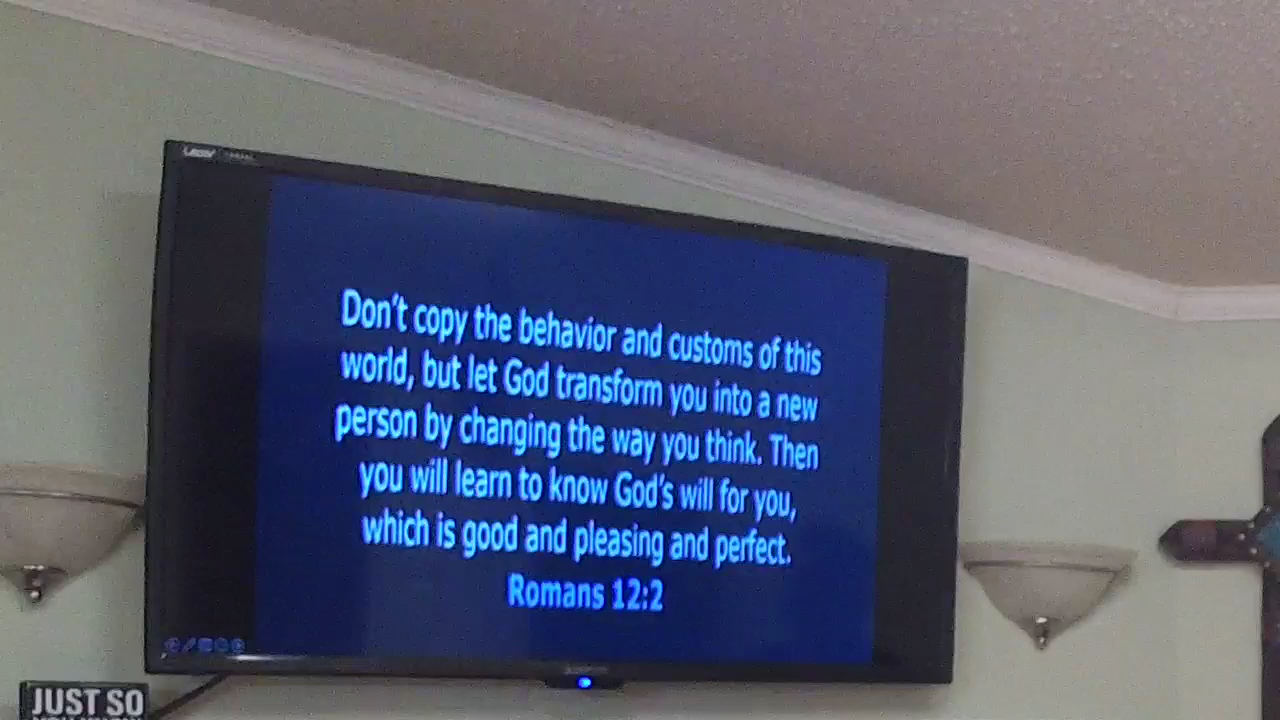 Don't copy the behavior and customs of this
world, but let God transform you into a new
person by changing the way you think. Then
you will learn to know God's will for you,
which is good and pleasing and perfect.
Romans 12:2
JUST SO